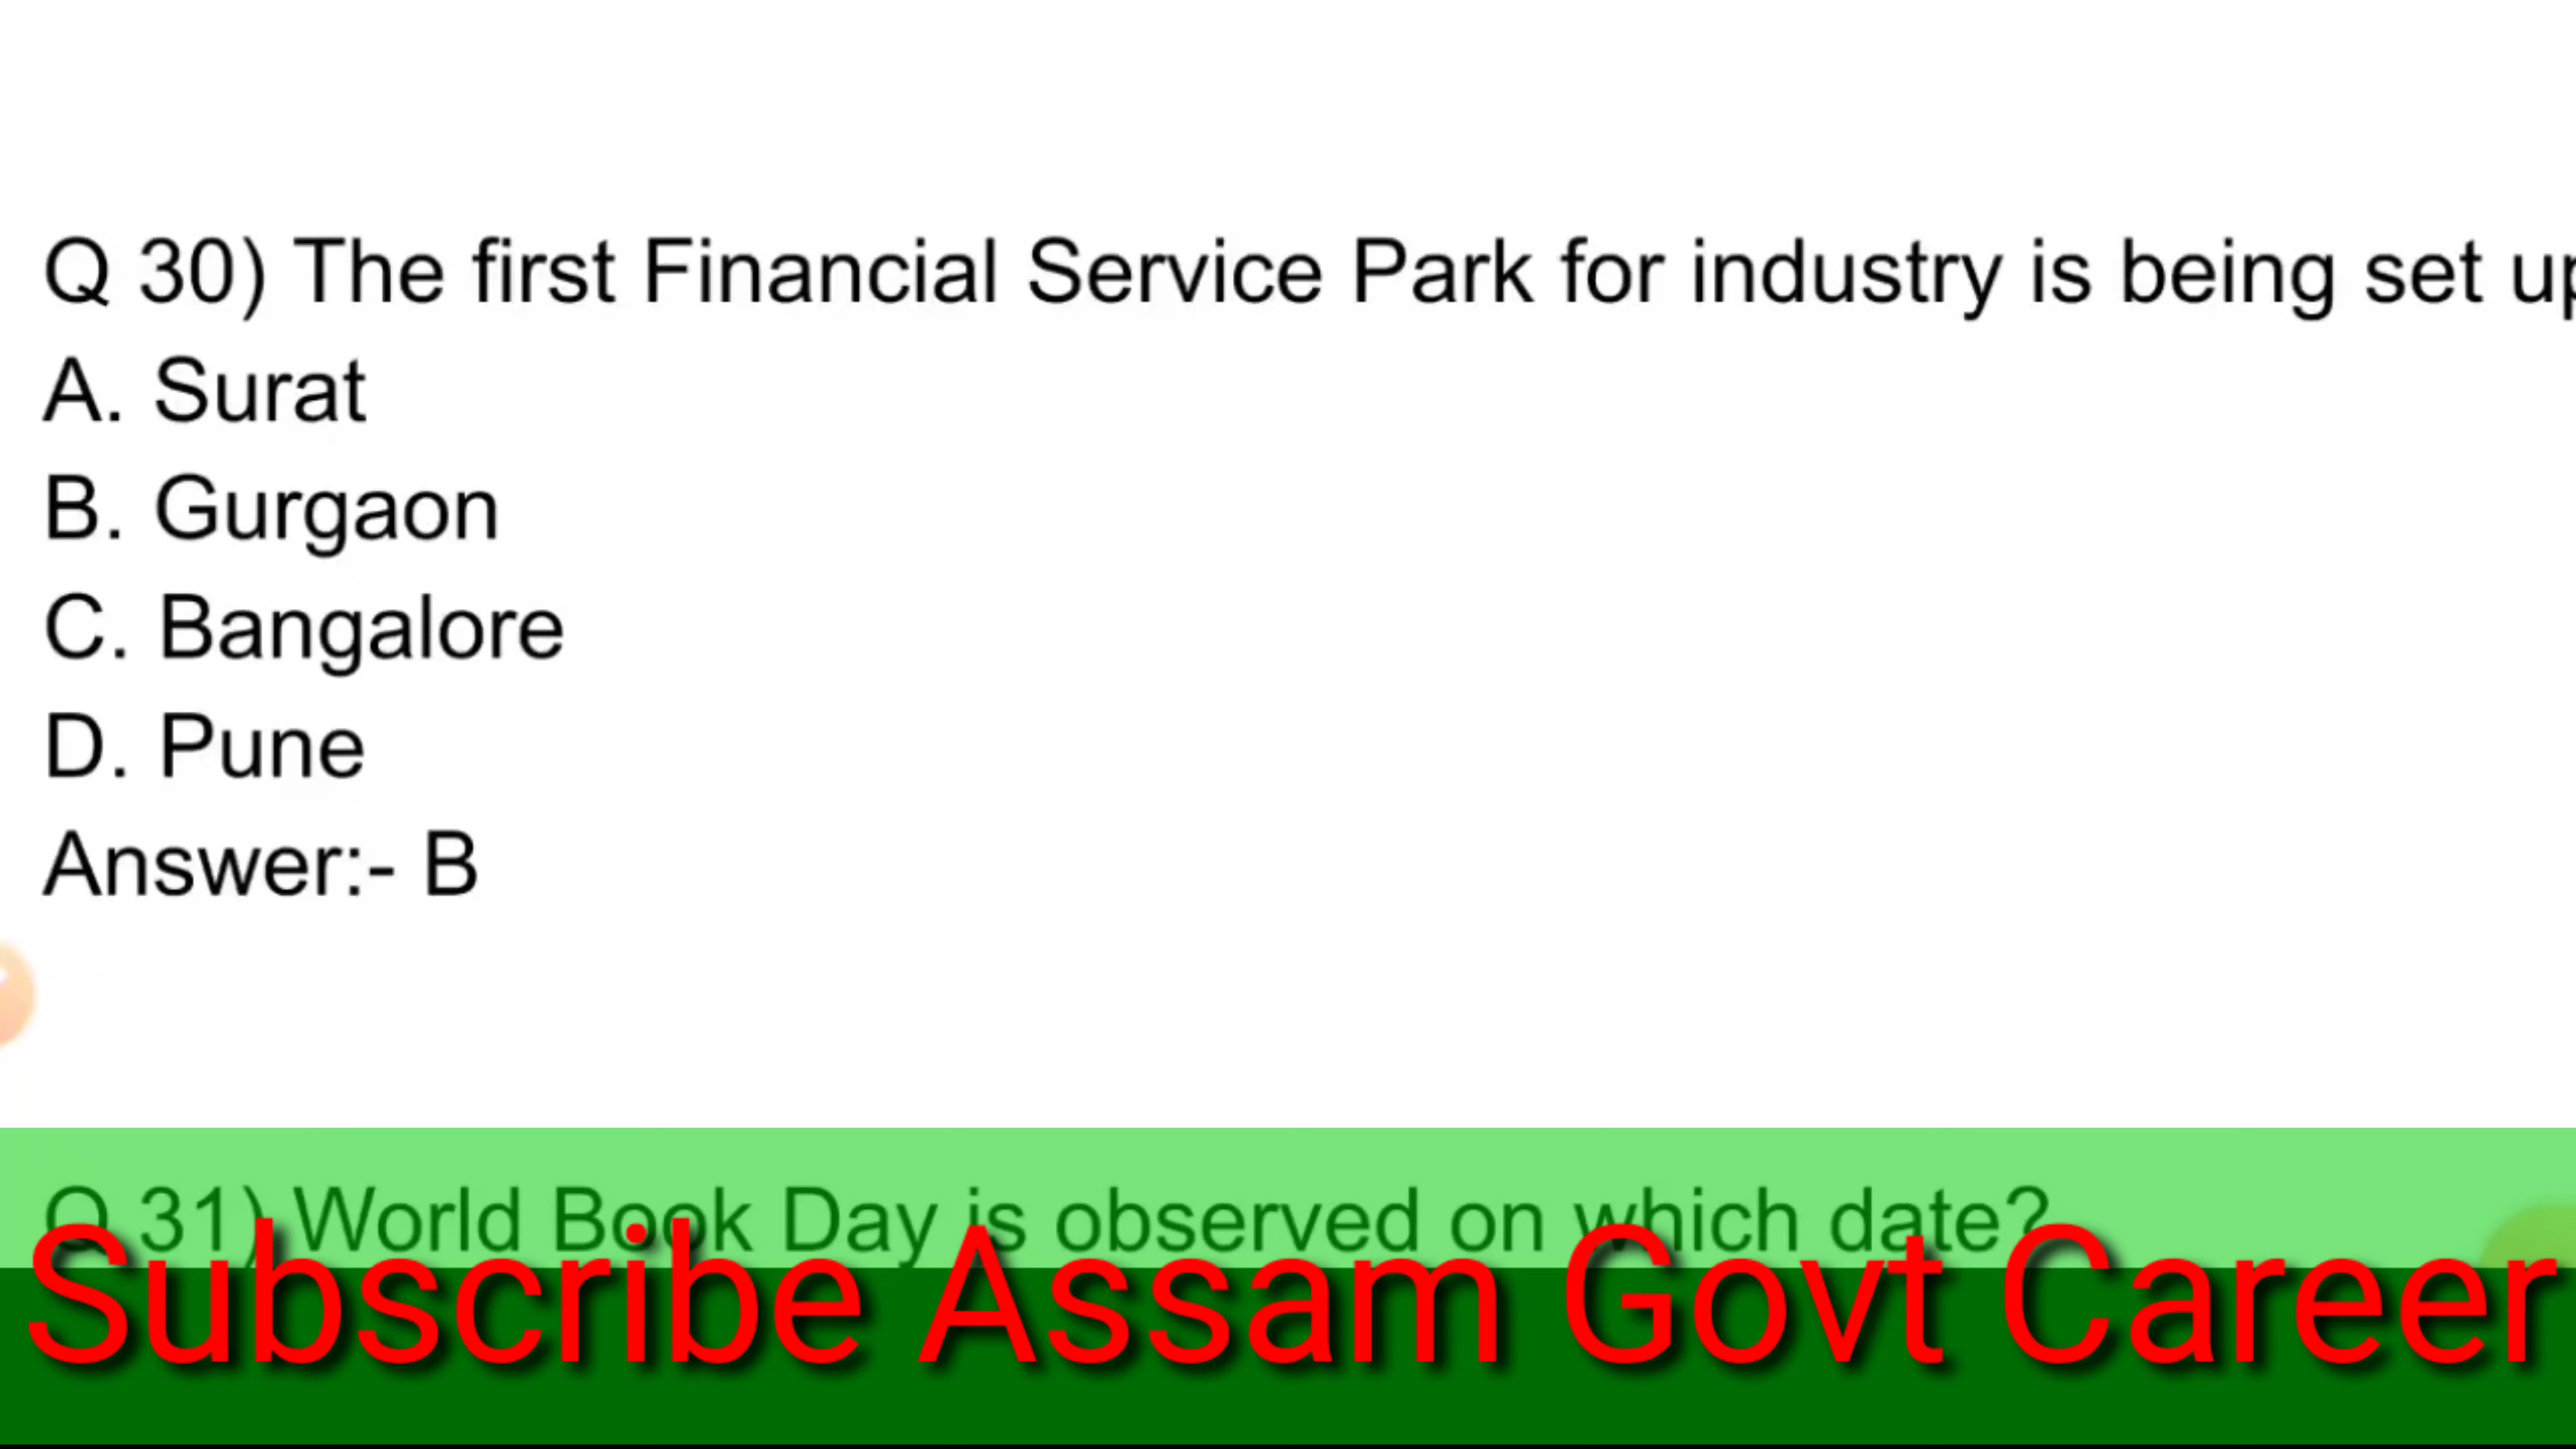 Q 30) The first Financial Service Park for industry is being set up
A. Surat
B. Gurgaon
C. Bangalore
D. Pune
Answer:- B
Q 31) World Book Day is observed on which date?
Subscribe Assam Govt Career